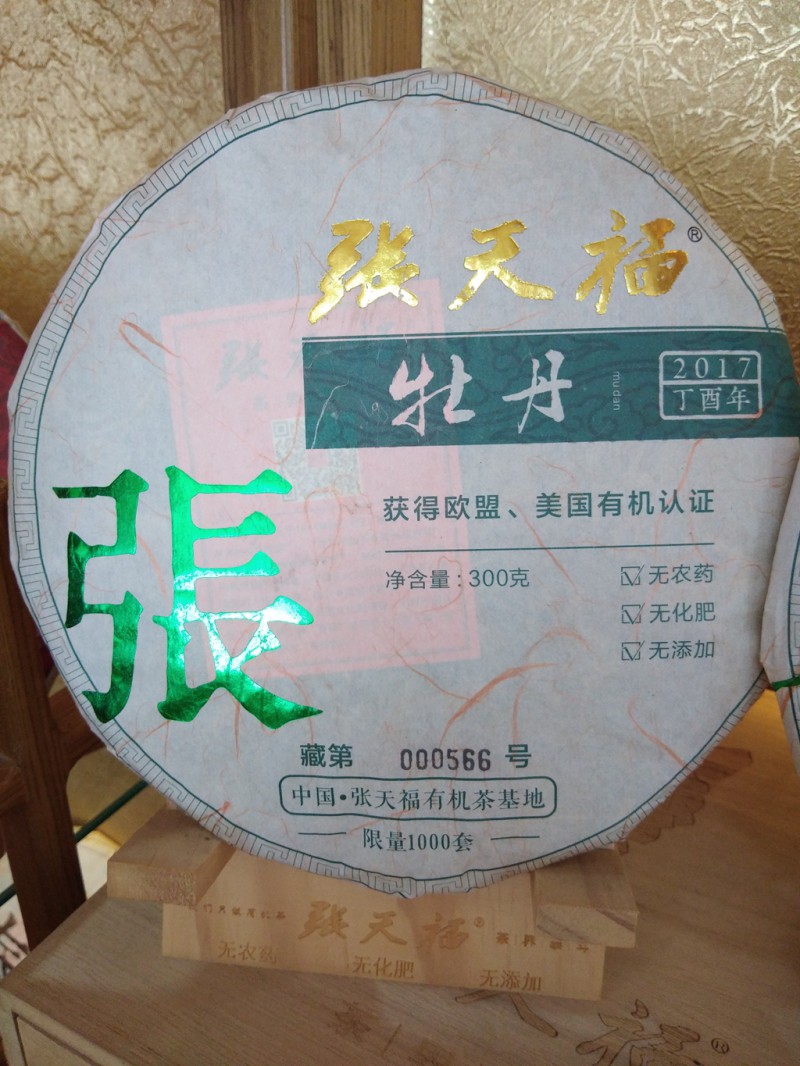 张天福®
牡丹
mu dan
2017
丁酉年
張
获得欧盟、美国有机认证
净含量:300克
☑无农药
☑无化肥
☑无添加
藏第 000566 号
中国·张天福有机茶基地
限量1000套
张天福®
无农药 无化肥 无添加